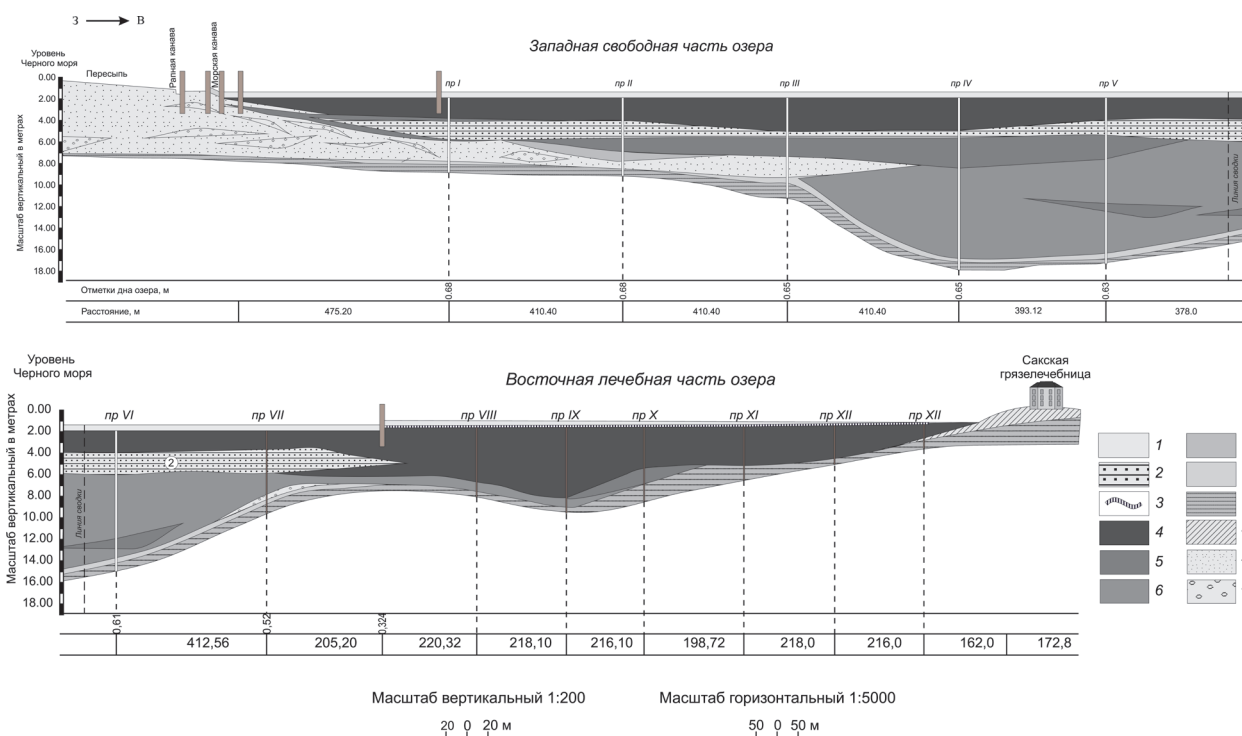 З В
Западная свободная часть озера
Уровень
Черного моря
Пересыпь
Рапная канава
Морская канава
пр I
пр II
пр III
пр IV
пр V
0.00
2.00
4.00
6.00
8.00
10.00
12.00
14.00
16.00
18.00
Масштаб вертикальный в метрах
Линия сводки
Отметки дна озера, м
0.68
0.68
0.65
0.65
0.63
Расстояние, м
475.20
410.40
410.40
410.40
393.12
378.0
Уровень
Черного моря
Восточная лечебная часть озера
Сакская
грязелечебница
пр VI
пр VII
пр VIII
пр IX
пр X
пр XI
пр XII
пр XII
0.00
2.00
4.00
6.00
8.00
10.00
12.00
14.00
16.00
18.00
Масштаб вертикальный в метрах
Линия сводки
2
1
2
3
4
5
6
0,61
0,52
0,324
412,56
205,20
220,32
218,10
216,10
198,72
218,0
216,0
162,0
172,8
Масштаб вертикальный 1:200
Масштаб горизонтальный 1:5000
20 0 20 м
50 0 50 м